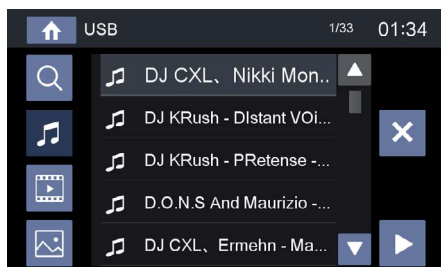 USB 1/33 01:34
DJ CXL、Nikki Mon..
DJ KRush - DIstant VOi...
DJ KRush - PRetense -...
D.O.N.S And Maurizio -...
DJ CXL、Ermehn - Ma...